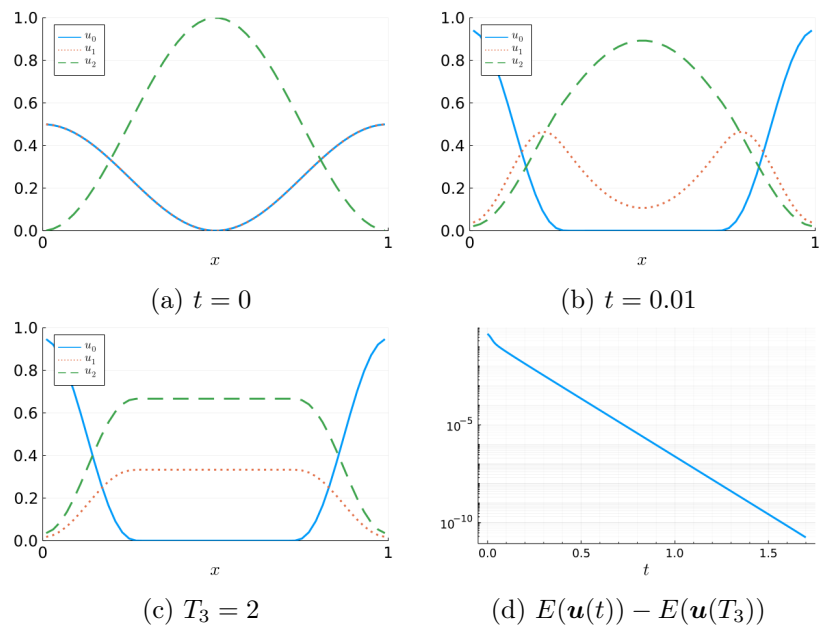 1.0
0.8
0.6
0.4
0.2
0.0
u₀
u₁
u₂
0
1
x
(a) t = 0
1.0
0.8
0.6
0.4
0.2
0.0
u₀
u₁
u₂
0
1
x
(b) t = 0.01
1.0
0.8
0.6
0.4
0.2
0.0
u₀
u₁
u₂
0
1
x
(c) T₃ = 2
10⁻⁵
10⁻¹⁰
0.0 0.5 1.0 1.5
t
(d) E(u(t)) − E(u(T₃))